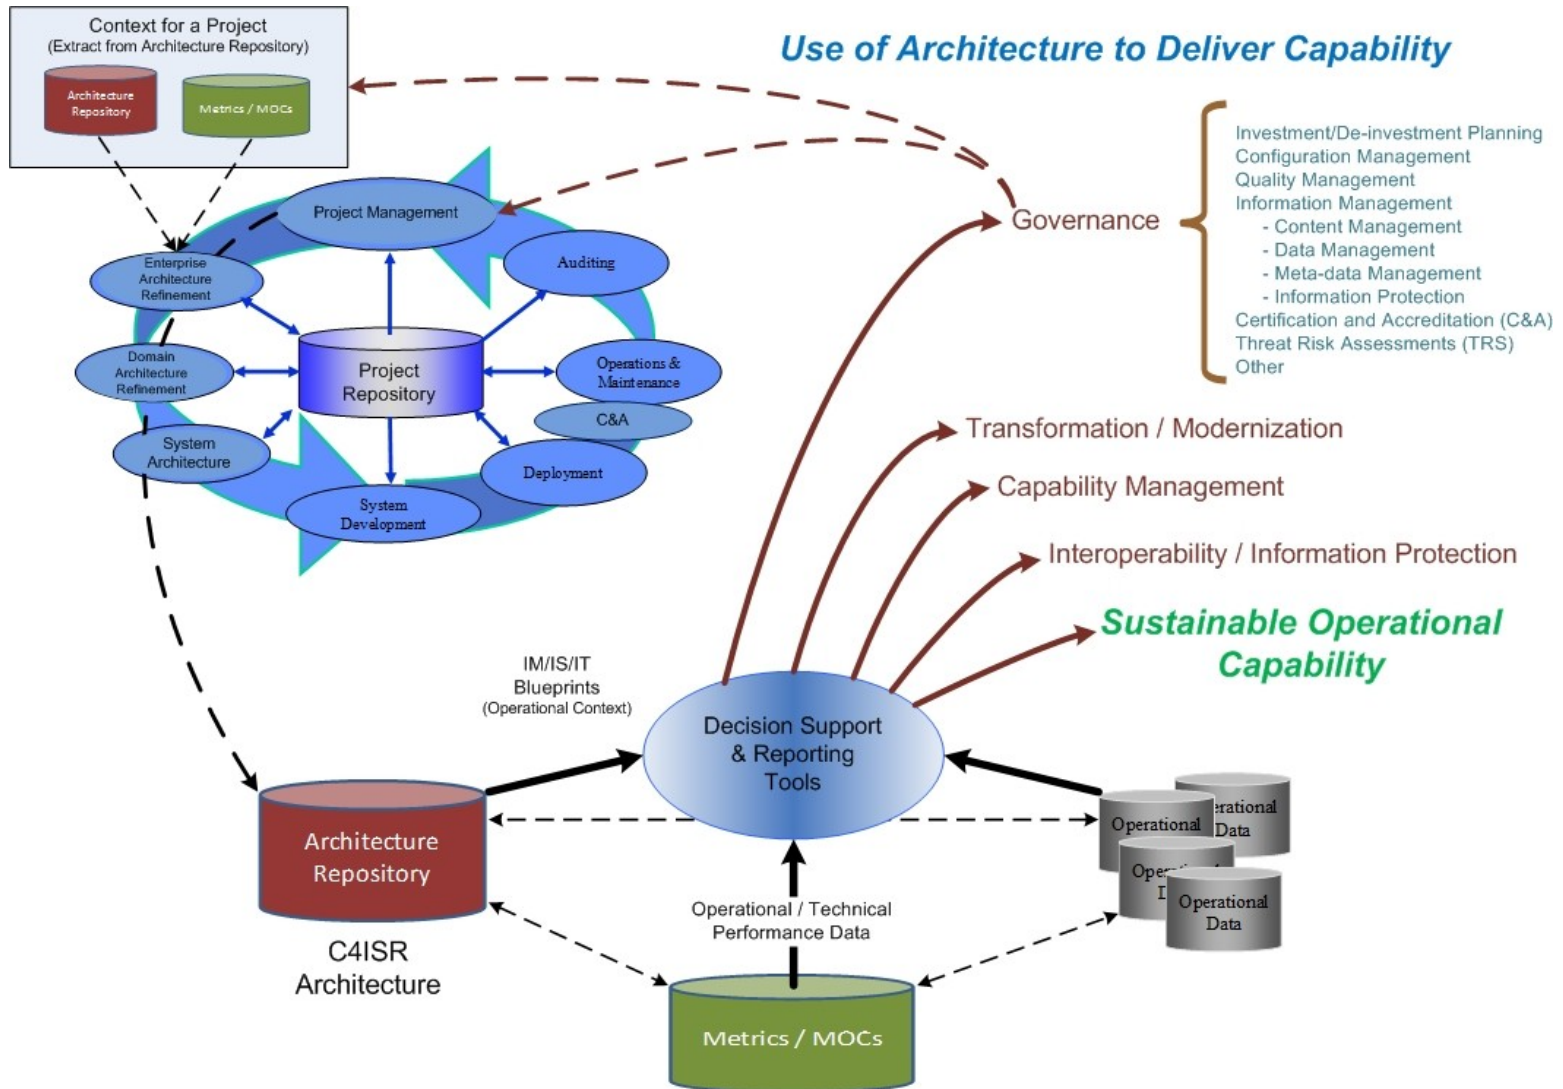 Context for a Project
(Extract from Architecture Repository)
Architecture
Repository
Metrics / MOCs
Use of Architecture to Deliver Capability
Investment/De-investment Planning
Configuration Management
Quality Management
Information Management
- Content Management
- Data Management
- Meta-data Management
- Information Protection
Certification and Accreditation (C&A)
Threat Risk Assessments (TRS)
Other
Governance
Project Management
Auditing
Enterprise
Architecture
Refinement
Project
Repository
Domain
Architecture
Refinement
Operations &
Maintenance
C&A
System
Architecture
Deployment
System
Development
Transformation / Modernization
Capability Management
Interoperability / Information Protection
Sustainable Operational
Capability
IM/IS/IT
Blueprints
(Operational Context)
Decision Support
& Reporting
Tools
Architecture
Repository
C4ISR
Architecture
Operational / Technical
Performance Data
Metrics / MOCs
Operational
Data
Operational
Data